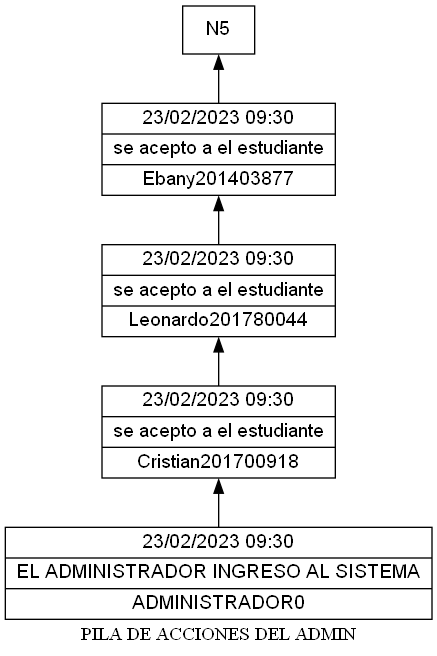 N5
23/02/2023 09:30
se acepto a el estudiante
Ebany201403877
23/02/2023 09:30
se acepto a el estudiante
Leonardo201780044
23/02/2023 09:30
se acepto a el estudiante
Cristian201700918
23/02/2023 09:30
EL ADMINISTRADOR INGRESO AL SISTEMA
ADMINISTRADOR0
PILA DE ACCIONES DEL ADMIN